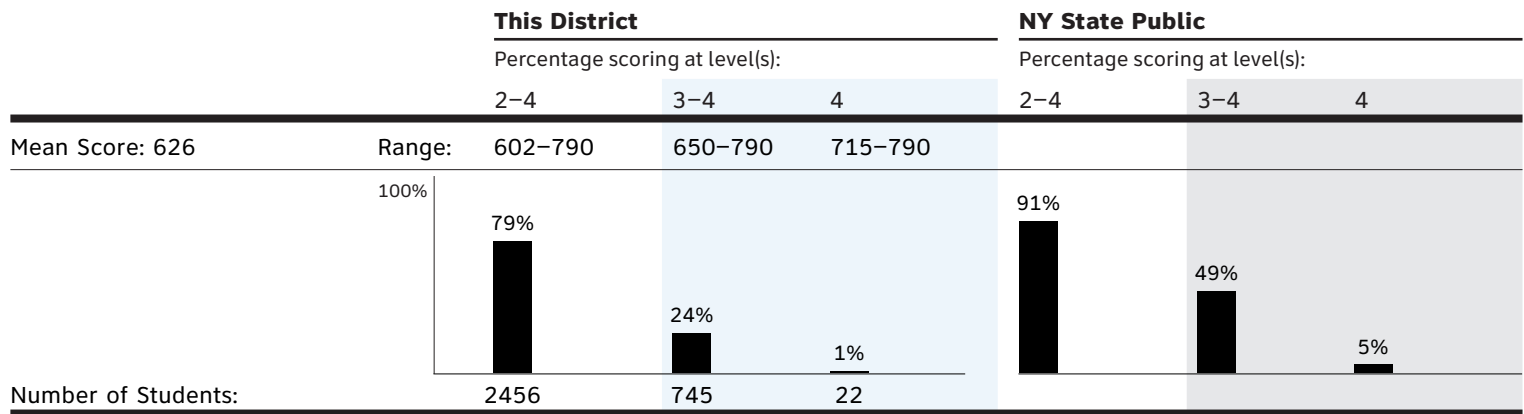 This District NY State Public
Percentage scoring at level(s): Percentage scoring at level(s):
2–4 3–4 4 2–4 3–4 4
Mean Score: 626 Range: 602–790 650–790 715–790
100%
91%
79%
49%
24%
5%
1%
Number of Students: 2456 745 22